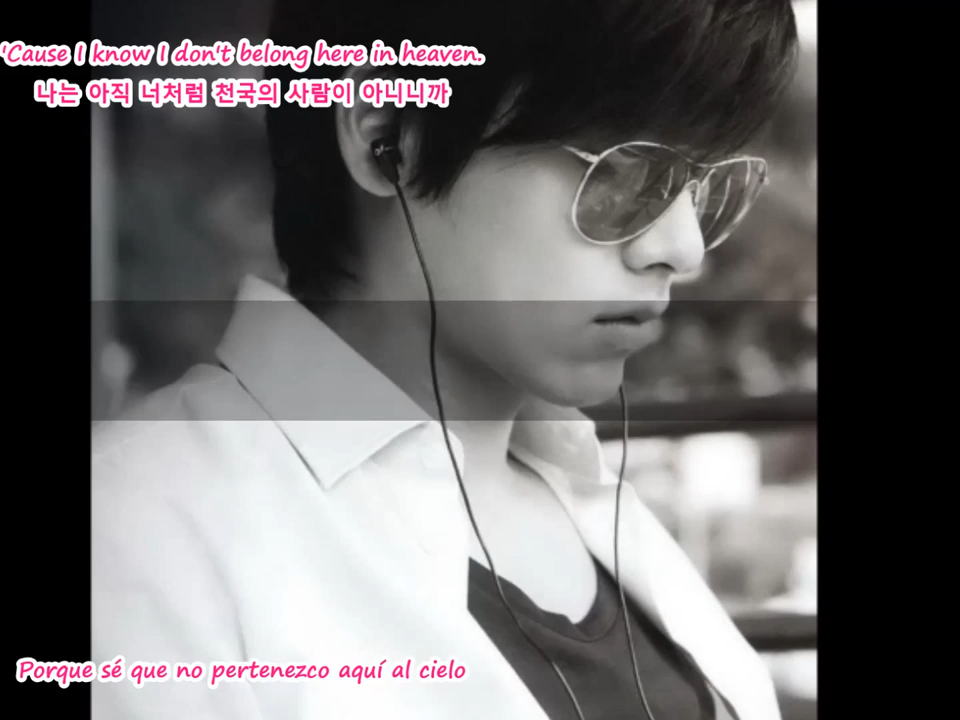 'Cause I know I don't belong here in heaven.
나는 아직 너처럼 천국의 사람이 아니니까
Porque sé que no pertenezco aquí al cielo